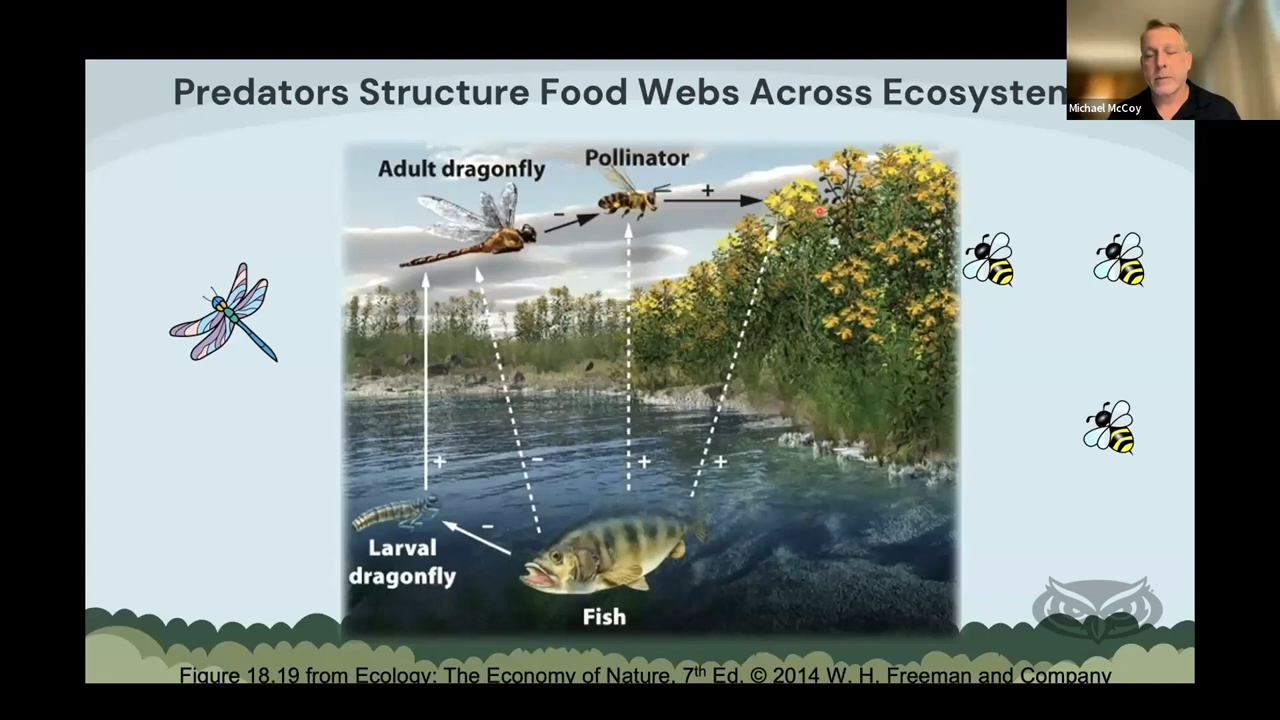 Predators Structure Food Webs Across Ecosystem
Michael McCoy
Adult dragonfly
Pollinator
−
+
+
−
+
+
−
Larval
dragonfly
Fish
Figure 18.19 from Ecology: The Economy of Nature, 7th Ed. © 2014 W. H. Freeman and Company